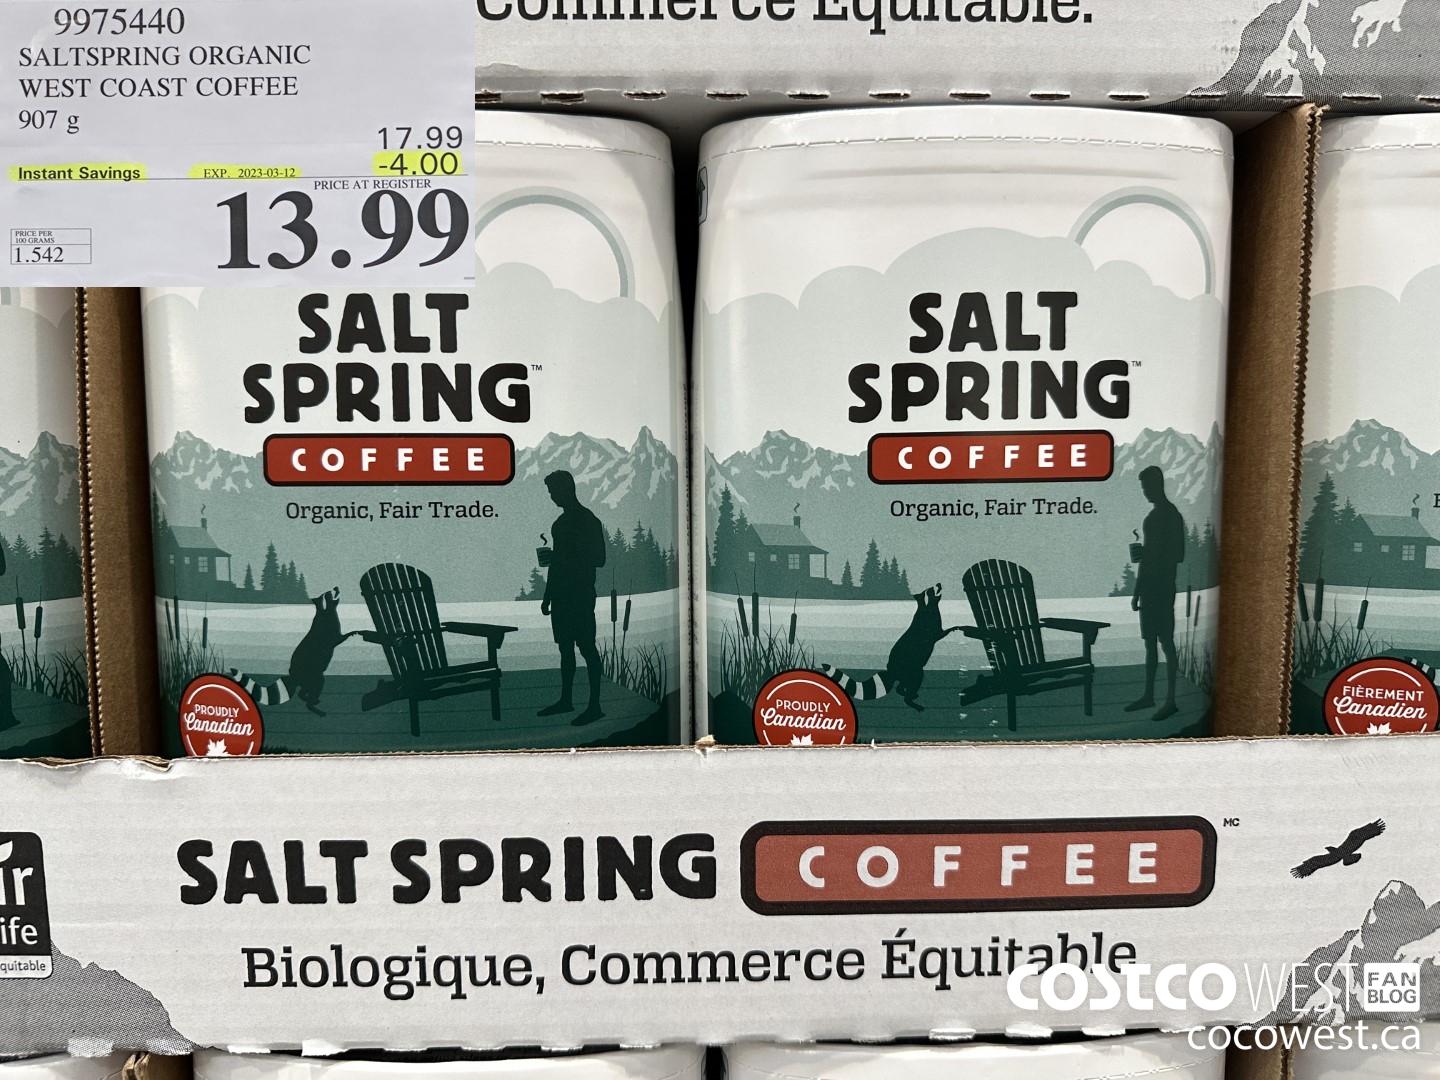 Commerce Équitable.
9975440
SALTSPRING ORGANIC
WEST COAST COFFEE
907 g
17.99
Instant Savings EXP. 2023-03-12 -4.00
PRICE AT REGISTER
13.99
PRICE PER
100 GRAMS
1.542
SALT
SPRING™
COFFEE
Organic, Fair Trade.
PROUDLY
Canadian
SALT
SPRING™
COFFEE
Organic, Fair Trade.
PROUDLY
Canadian
FIÈREMENT
Canadien
SALT SPRING COFFEE MC
Biologique, Commerce Équitable
COSTCO WEST FAN BLOG
cocowest.ca